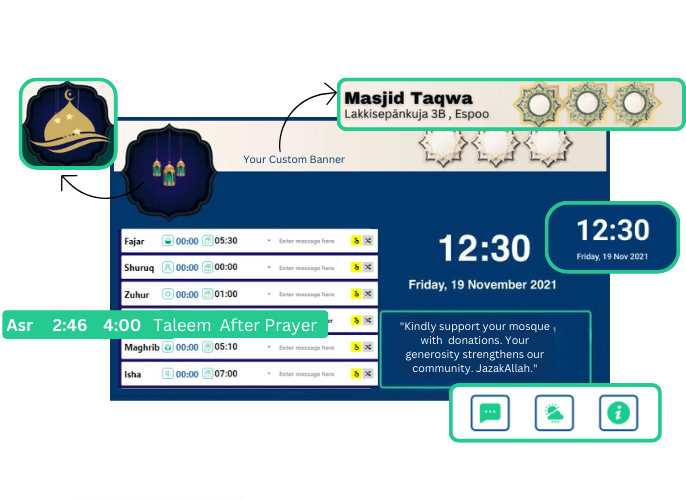 Masjid Taqwa
Lakkisepänkuja 3B , Espoo
Your Custom Banner
12:30
Friday, 19 Nov 2021
12:30
Friday, 19 November 2021
Fajar 00:00 05:30 Enter message here
Shuruq 00:00 00:00 Enter message here
Zuhur 00:00 01:00 Enter message here
Asr 2:46 4:00 Taleem After Prayer
Maghrib 00:00 05:10 Enter message here
Isha 00:00 07:00 Enter message here
"Kindly support your mosque
with donations. Your
generosity strengthens our
community. JazakAllah."